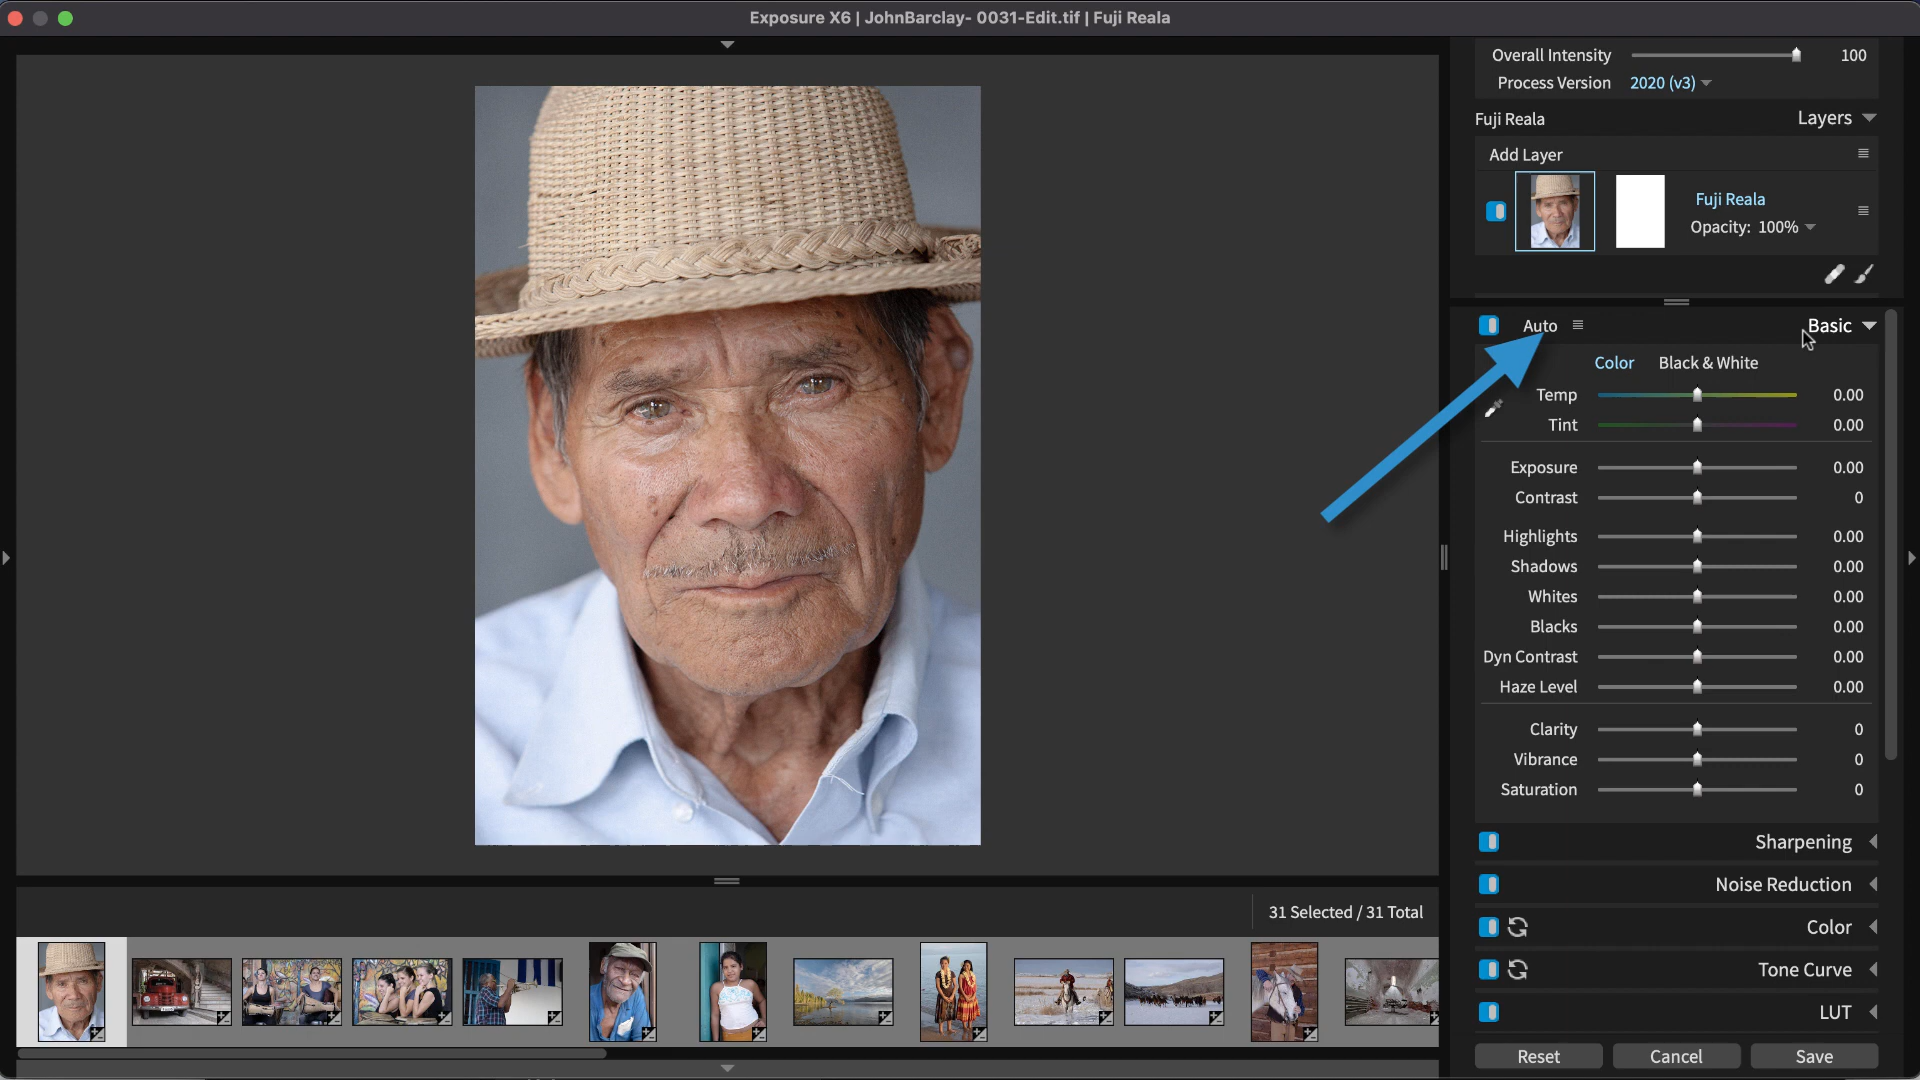 Exposure X6 | JohnBarclay- 0031-Edit.tif | Fuji Reala
Overall Intensity 100
Process Version 2020 (v3)
Fuji Reala Layers
Add Layer
Fuji Reala
Opacity: 100%
Auto Basic
Color Black & White
Temp 0.00
Tint 0.00
Exposure 0.00
Contrast 0
Highlights 0.00
Shadows 0.00
Whites 0.00
Blacks 0.00
Dyn Contrast 0.00
Haze Level 0.00
Clarity 0
Vibrance 0
Saturation 0
Sharpening
Noise Reduction
31 Selected / 31 Total
Color
Tone Curve
LUT
Reset Cancel Save